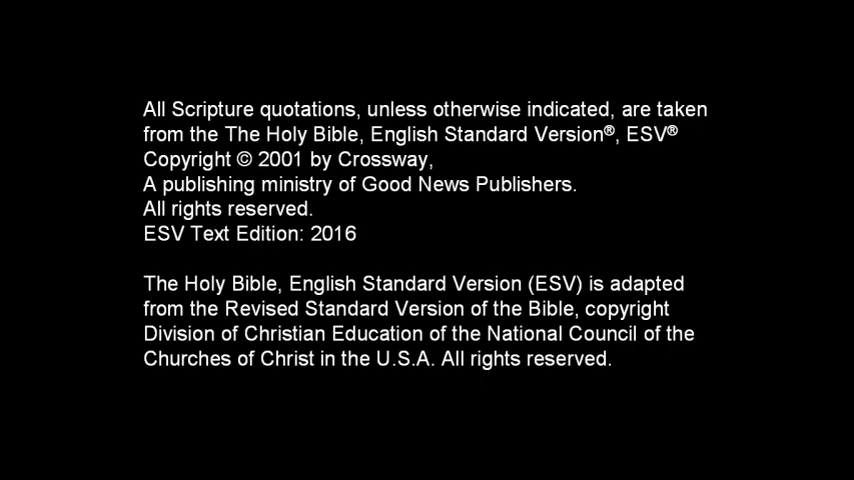 All Scripture quotations, unless otherwise indicated, are taken
from the The Holy Bible, English Standard Version®, ESV®
Copyright © 2001 by Crossway,
A publishing ministry of Good News Publishers.
All rights reserved.
ESV Text Edition: 2016
The Holy Bible, English Standard Version (ESV) is adapted
from the Revised Standard Version of the Bible, copyright
Division of Christian Education of the National Council of the
Churches of Christ in the U.S.A. All rights reserved.